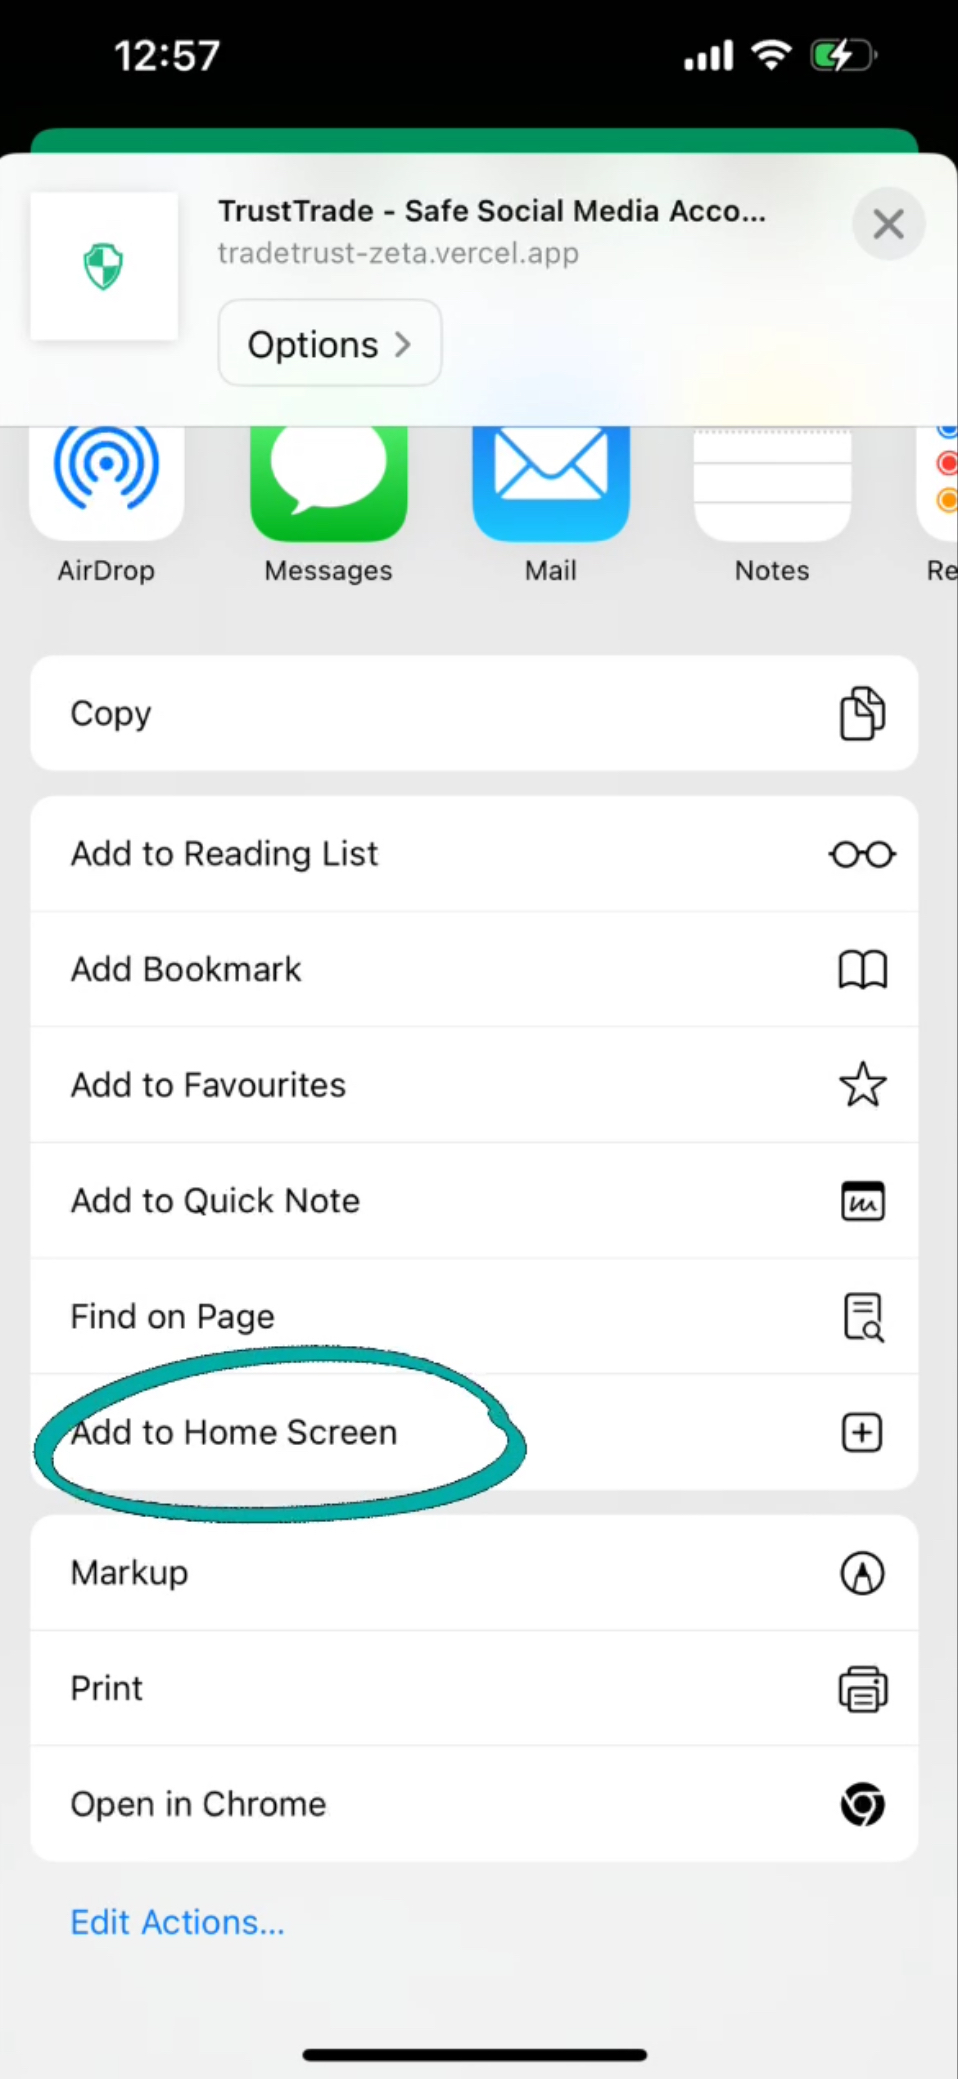 12:57
TrustTrade - Safe Social Media Acco...
tradetrust-zeta.vercel.app
Options
AirDrop
Messages
Mail
Notes
Re
Copy
Add to Reading List
Add Bookmark
Add to Favourites
Add to Quick Note
Find on Page
Add to Home Screen
Markup
Print
Open in Chrome
Edit Actions...